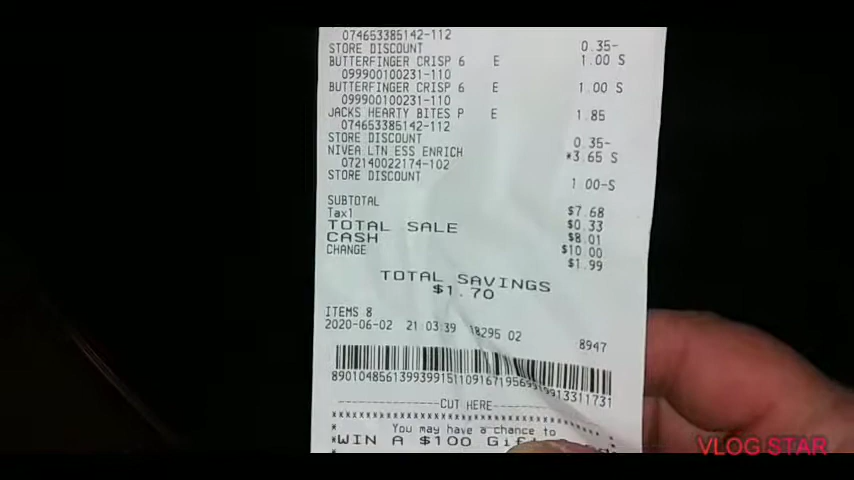 074653385142-112
STORE DISCOUNT 0.35-
BUTTERFINGER CRISP 6 E 1.00 S
099900100231-110
BUTTERFINGER CRISP 6 E 1.00 S
099900100231-110
JACKS HEARTY BITES P E 1.85
074653385142-112
STORE DISCOUNT 0.35-
NIVEA LTN ESS ENRICH *3.65 S
072140022174-102
STORE DISCOUNT 1.00-S
SUBTOTAL $7.68
Tax1 $0.33
TOTAL SALE $8.01
CASH $10.00
CHANGE $1.99
TOTAL SAVINGS
$1.70
ITEMS 8
2020-06-02 21:03:39 18295 02 8947
CUT HERE
You may have a chance to
*WIN A $100
VLOG STAR